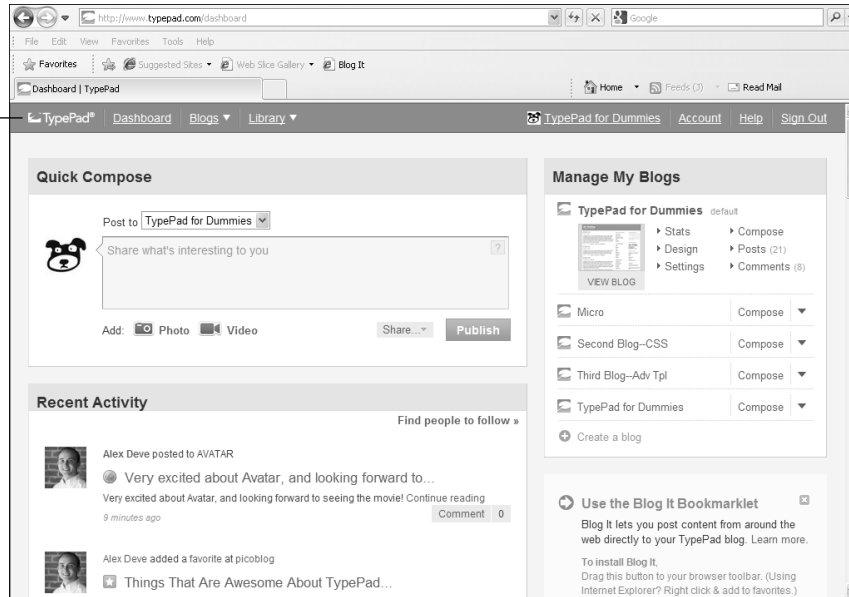 http://www.typepad.com/dashboard
Google
File Edit View Favorites Tools Help
Favorites Suggested Sites Web Slice Gallery Blog It
Dashboard | TypePad
Home Feeds (J) Read Mail
TypePad® Dashboard Blogs Library TypePad for Dummies Account Help Sign Out
Quick Compose
Post to TypePad for Dummies
Share what's interesting to you
?
Add: Photo Video Share... Publish
Recent Activity
Find people to follow »
Alex Deve posted to AVATAR
Very excited about Avatar, and looking forward to...
Very excited about Avatar, and looking forward to seeing the movie! Continue reading
9 minutes ago
Comment 0
Alex Deve added a favorite at picoblog
Things That Are Awesome About TypePad...
Manage My Blogs
TypePad for Dummies default
Stats Compose
Design Posts (21)
Settings Comments (8)
VIEW BLOG
Micro Compose
Second Blog--CSS Compose
Third Blog--Adv Tpl Compose
TypePad for Dummies Compose
Create a blog
Use the Blog It Bookmarklet
Blog It lets you post content from around the
web directly to your TypePad blog. Learn more.
To install Blog It,
Drag this button to your browser toolbar. (Using
Internet Explorer? Right click & add to favorites.)